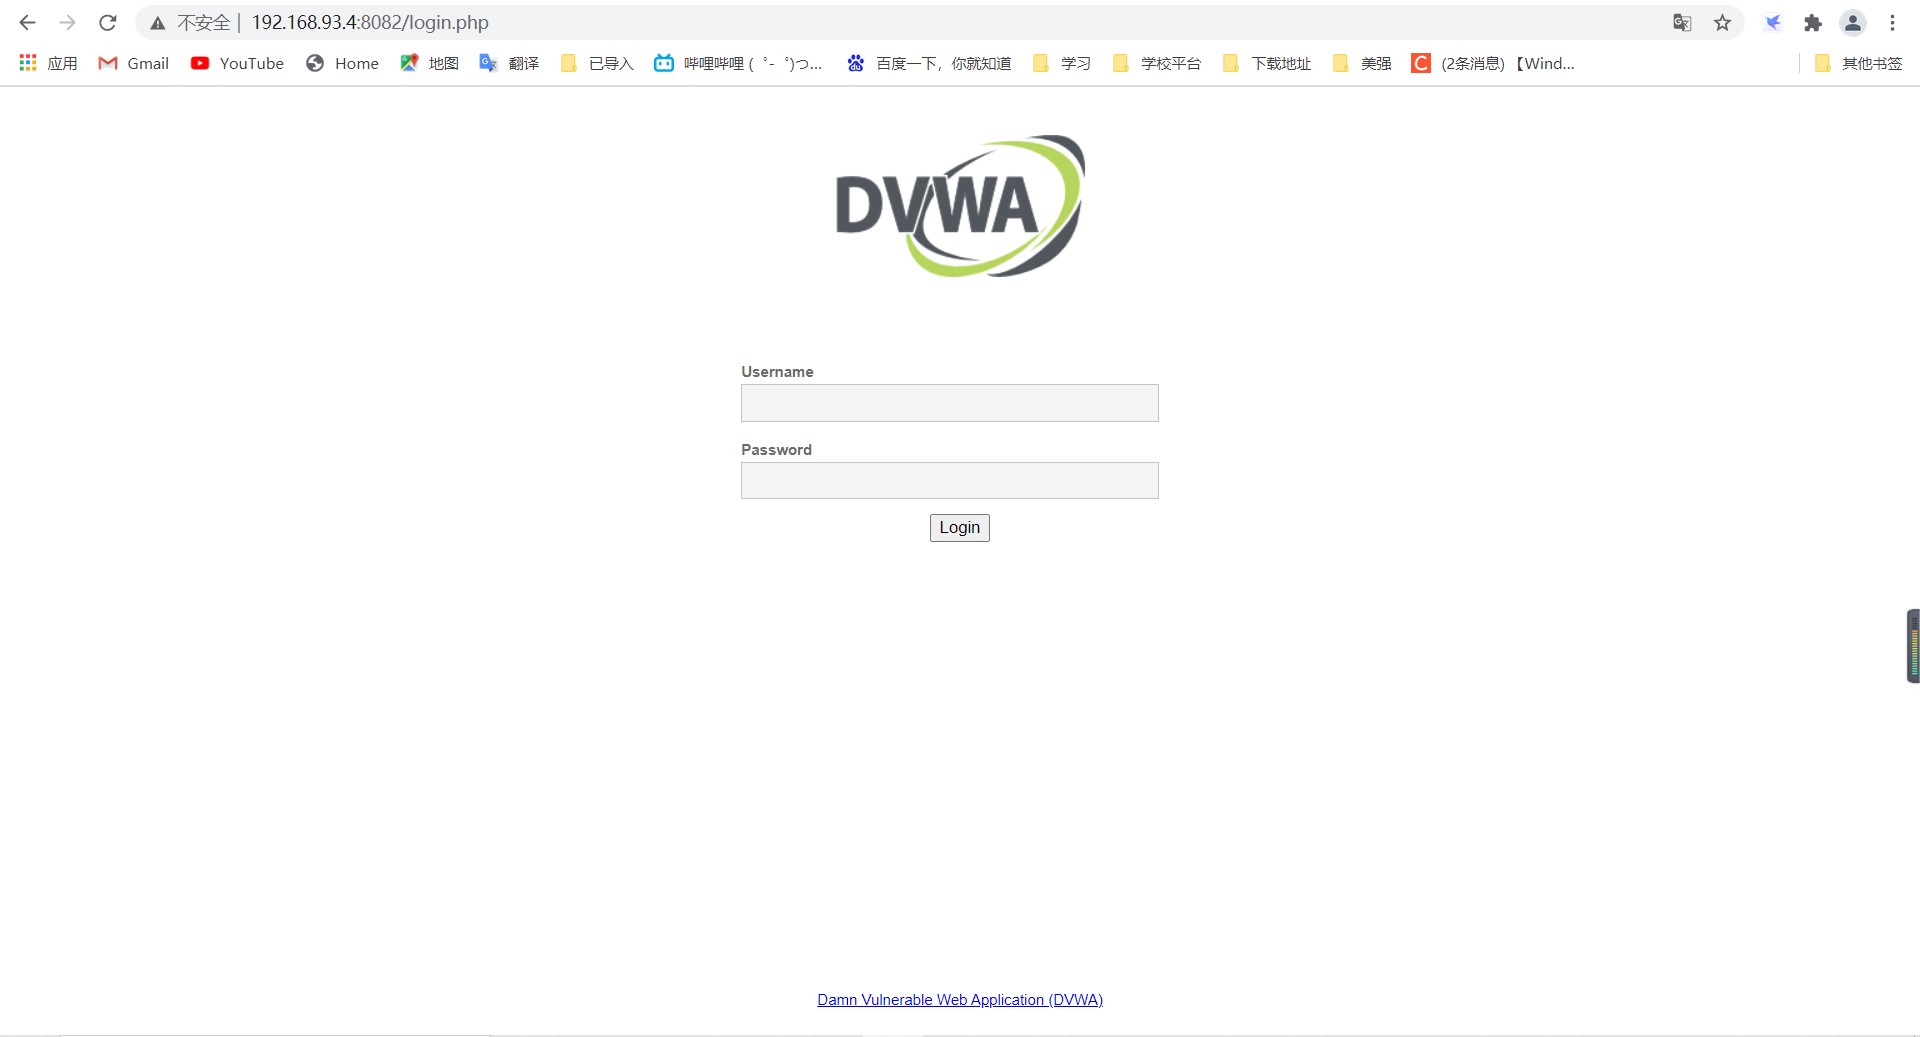 不安全 | 192.168.93.4:8082/login.php
应用 Gmail YouTube Home 地图 翻译 已导入 哔哩哔哩 ( ゜- ゜)つ... 百度一下，你就知道 学习 学校平台 下载地址 美强 C (2条消息) 【Wind... 其他书签
DVWA
Username
Password
Login
Damn Vulnerable Web Application (DVWA)